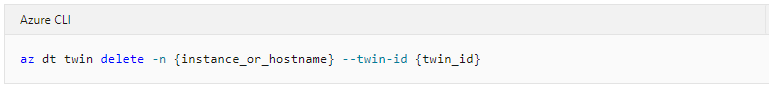 Azure CLI
az dt twin delete -n {instance_or_hostname} --twin-id {twin_id}